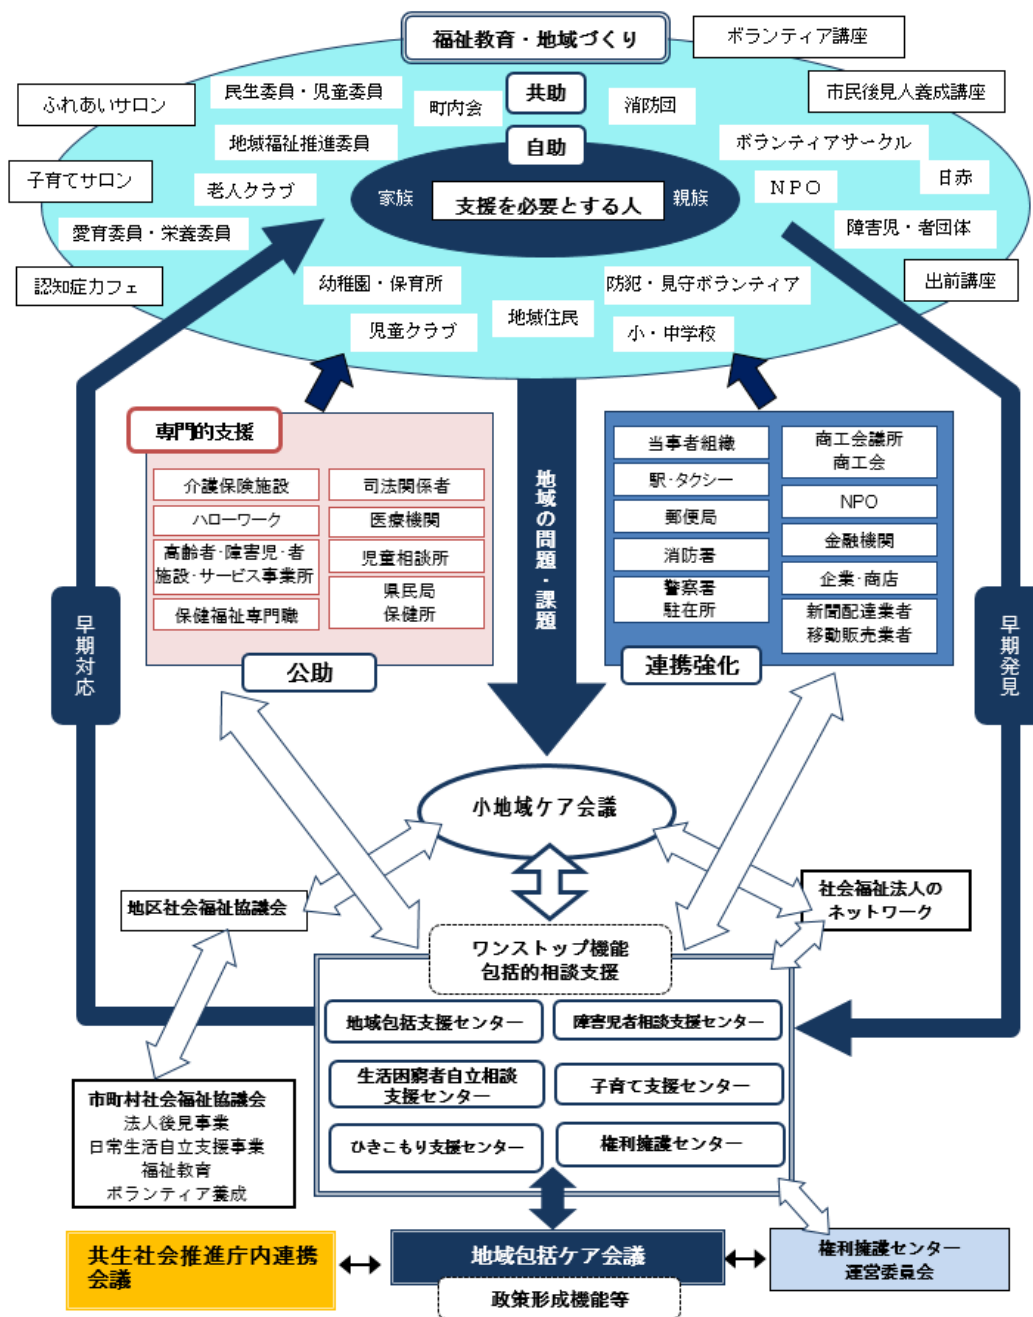 福祉教育・地域づくり
ボランティア講座
ふれあいサロン
民生委員・児童委員
町内会
共助
消防団
市民後見人養成講座
地域福祉推進委員
自助
ボランティアサークル
子育てサロン
老人クラブ
家族
支援を必要とする人
親族
NPO
日赤
愛育委員・栄養委員
障害児・者団体
認知症カフェ
幼稚園・保育所
防犯・見守ボランティア
出前講座
児童クラブ
地域住民
小・中学校
専門的支援
介護保険施設
司法関係者
ハローワーク
医療機関
高齢者・障害児・者
施設・サービス事業所
児童相談所
保健福祉専門職
県民局
保健所
公助
地域の問題・課題
当事者組織
商工会議所
商工会
駅・タクシー
郵便局
NPO
消防署
金融機関
警察署
駐在所
企業・商店
新聞配達業者
移動販売業者
連携強化
早期対応
早期発見
小地域ケア会議
地区社会福祉協議会
社会福祉法人の
ネットワーク
ワンストップ機能
包括的相談支援
地域包括支援センター
障害児者相談支援センター
生活困窮者自立相談
支援センター
子育て支援センター
ひきこもり支援センター
権利擁護センター
市町村社会福祉協議会
法人後見事業
日常生活自立支援事業
福祉教育
ボランティア養成
共生社会推進庁内連携
会議
地域包括ケア会議
政策形成機能等
権利擁護センター
運営委員会